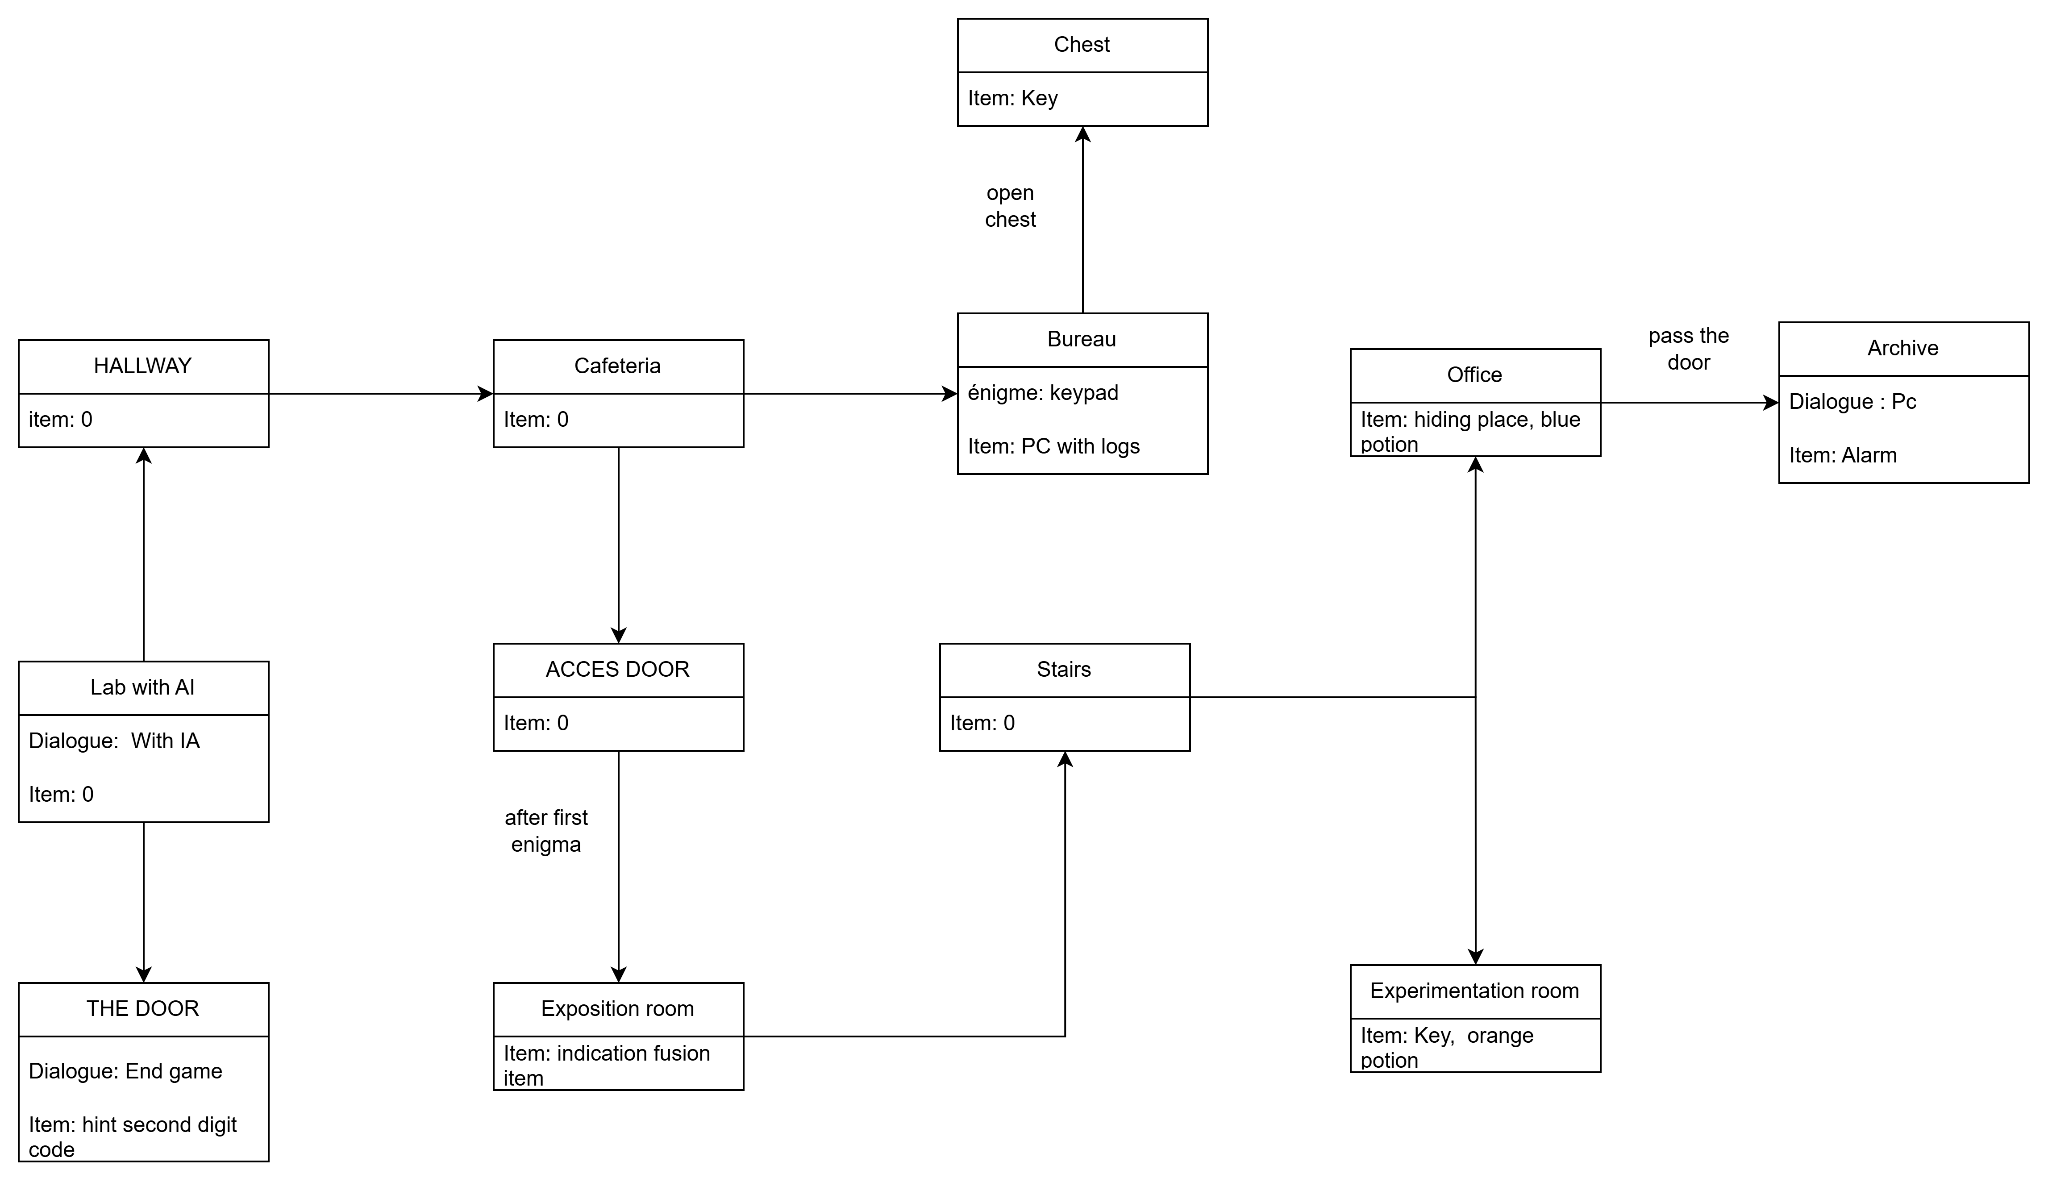 Chest
Item: Key
open
chest
HALLWAY
item: 0
Cafeteria
Item: 0
Bureau
énigme: keypad
Item: PC with logs
Office
Item: hiding place, blue
potion
pass the
door
Archive
Dialogue : Pc
Item: Alarm
Lab with AI
Dialogue:  With IA
Item: 0
ACCES DOOR
Item: 0
Stairs
Item: 0
after first
enigma
THE DOOR
Dialogue: End game
Item: hint second digit
code
Exposition room
Item: indication fusion
item
Experimentation room
Item: Key,  orange
potion